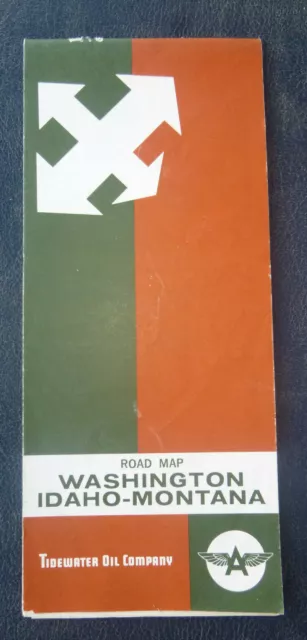 ROAD MAP
WASHINGTON
IDAHO-MONTANA
TIDEWATER OIL COMPANY
A